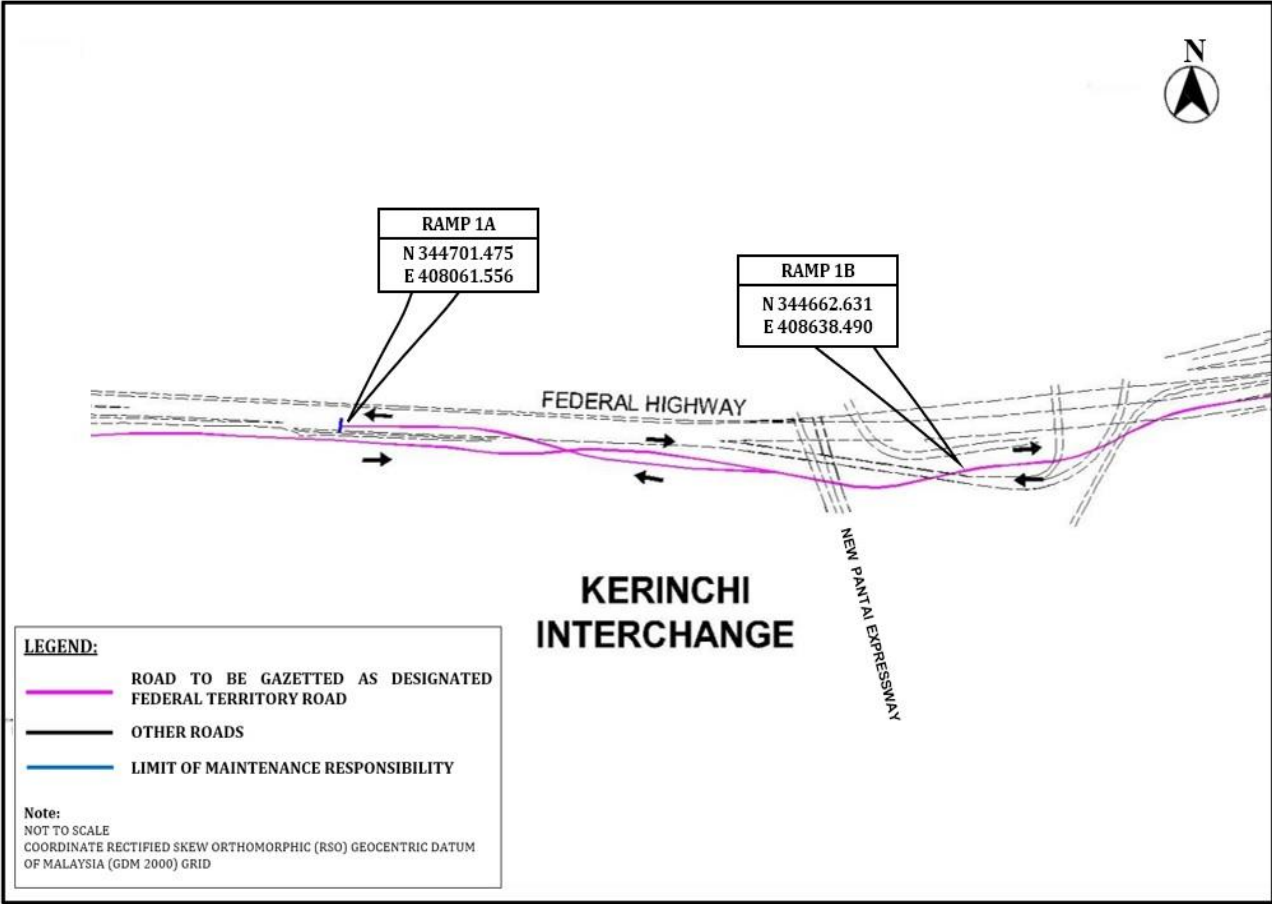 N
RAMP 1A
N 344701.475
E 408061.556
RAMP 1B
N 344662.631
E 408638.490
FEDERAL HIGHWAY
NEW PANTAI EXPRESSWAY
KERINCHI
INTERCHANGE
LEGEND:
ROAD TO BE GAZETTED AS DESIGNATED
FEDERAL TERRITORY ROAD
OTHER ROADS
LIMIT OF MAINTENANCE RESPONSIBILITY
Note:
NOT TO SCALE
COORDINATE RECTIFIED SKEW ORTHOMORPHIC (RSO) GEOCENTRIC DATUM
OF MALAYSIA (GDM 2000) GRID